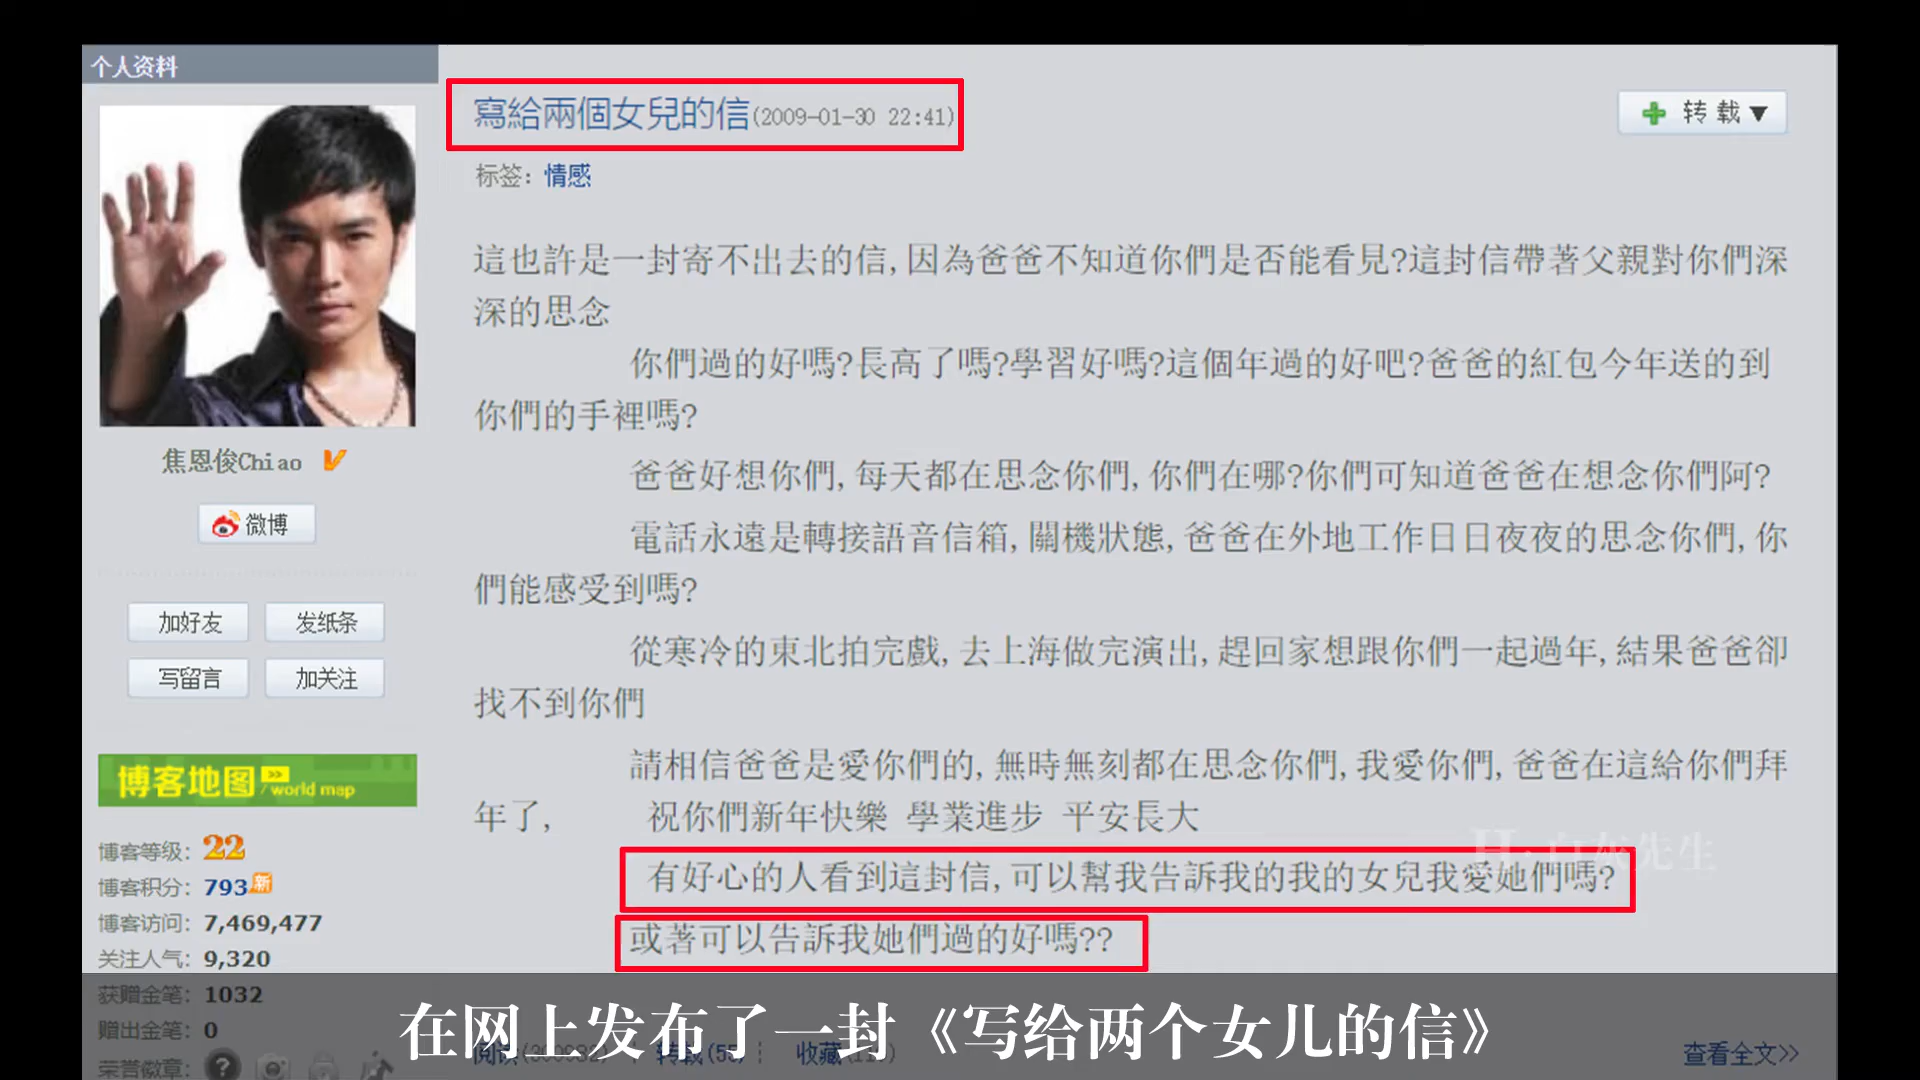 个人资料
焦恩俊Chiao
微博
加好友
发纸条
写留言
加关注
博客地图
/world map
博客等级：22
博客积分：793新
博客访问：7,469,477
关注人气：9,320
获赠金笔：1032
赠出金笔：0
荣誉徽章：
寫給兩個女兒的信(2009-01-30 22:41)
转载▼
标签：情感
這也許是一封寄不出去的信,因為爸爸不知道你們是否能看見?這封信帶著父親對你們深
深的思念
你們過的好嗎?長高了嗎?學習好嗎?這個年過的好吧?爸爸的紅包今年送的到
你們的手裡嗎?
爸爸好想你們,每天都在思念你們,你們在哪?你們可知道爸爸在想念你們阿?
電話永遠是轉接語音信箱,關機狀態,爸爸在外地工作日日夜夜的思念你們,你
們能感受到嗎?
從寒冷的東北拍完戲,去上海做完演出,趕回家想跟你們一起過年,結果爸爸卻
找不到你們
請相信爸爸是愛你們的,無時無刻都在思念你們,我愛你們,爸爸在這給你們拜
年了, 祝你們新年快樂 學業進步 平安長大
有好心的人看到這封信,可以幫我告訴我的我的女兒我愛她們嗎?
或著可以告訴我她們過的好嗎??
H·白灰先生
阅读
转载(55)
收藏
查看全文>>
在网上发布了一封《写给两个女儿的信》